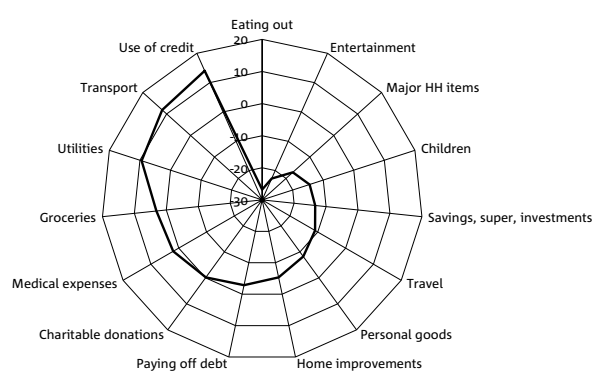 Eating out
20
Use of credit
Entertainment
10
Transport
Major HH items
0
Utilities
Children
-10
-20
Groceries
-30
Savings, super, investments
Medical expenses
Travel
Charitable donations
Personal goods
Paying off debt
Home improvements